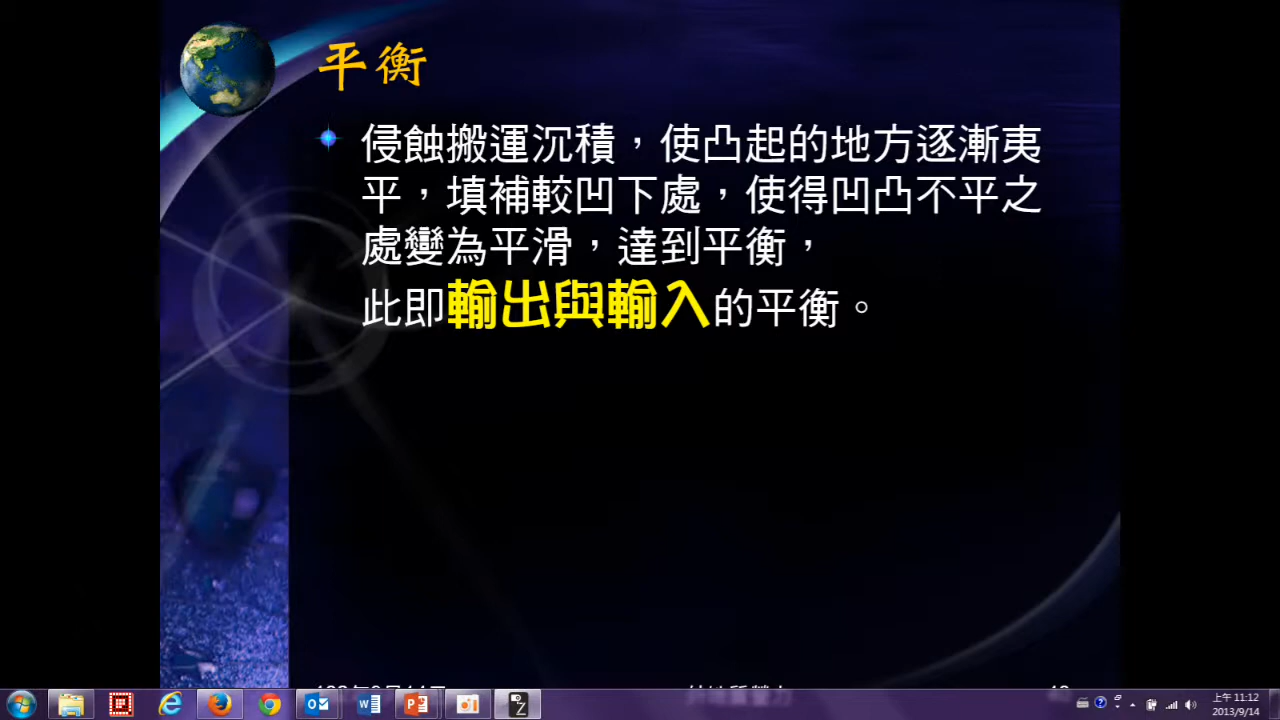 平衡
侵蝕搬運沉積，使凸起的地方逐漸夷
平，填補較凹下處，使得凹凸不平之
處變為平滑，達到平衡，
此即輸出與輸入的平衡。
上午 11:12
2013/9/14